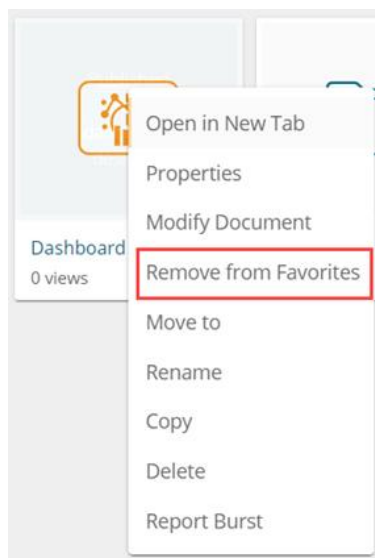 Open in New Tab
Properties
Modify Document
Dashboard
0 views
Remove from Favorites
Move to
Rename
Copy
Delete
Report Burst